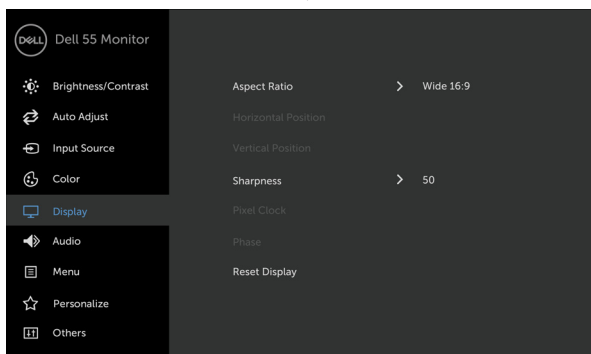 DELL Dell 55 Monitor
Brightness/Contrast
Auto Adjust
Input Source
Color
Display
Audio
Menu
Personalize
Others
Aspect Ratio Wide 16:9
Horizontal Position
Vertical Position
Sharpness 50
Pixel Clock
Phase
Reset Display